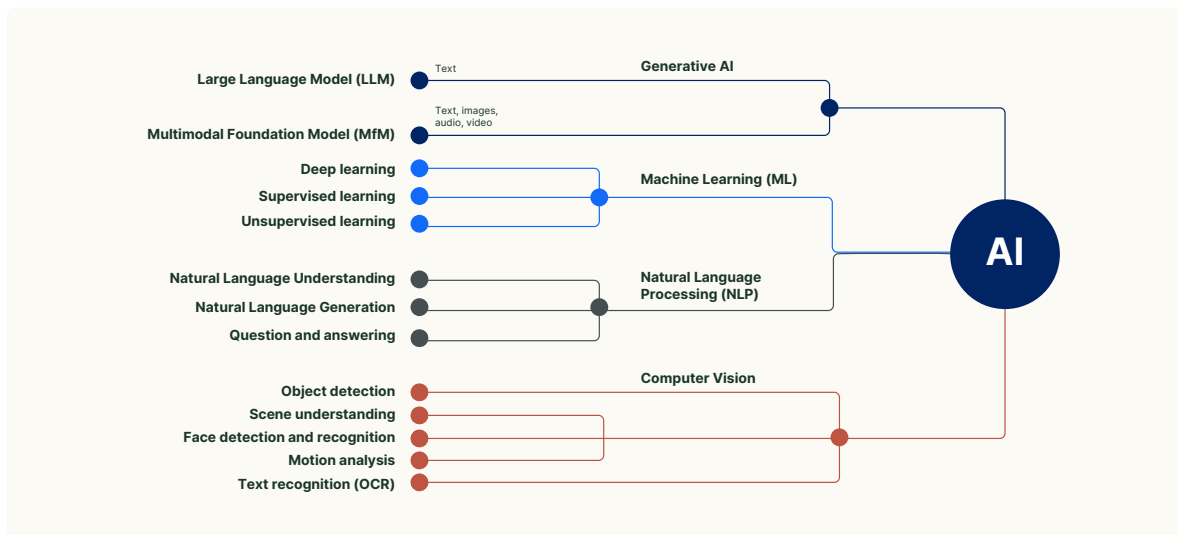 Text
Generative AI
Large Language Model (LLM)
Text, images,
audio, video
Multimodal Foundation Model (MfM)
Deep learning
Machine Learning (ML)
Supervised learning
Unsupervised learning
AI
Natural Language Understanding
Natural Language
Processing (NLP)
Natural Language Generation
Question and answering
Computer Vision
Object detection
Scene understanding
Face detection and recognition
Motion analysis
Text recognition (OCR)